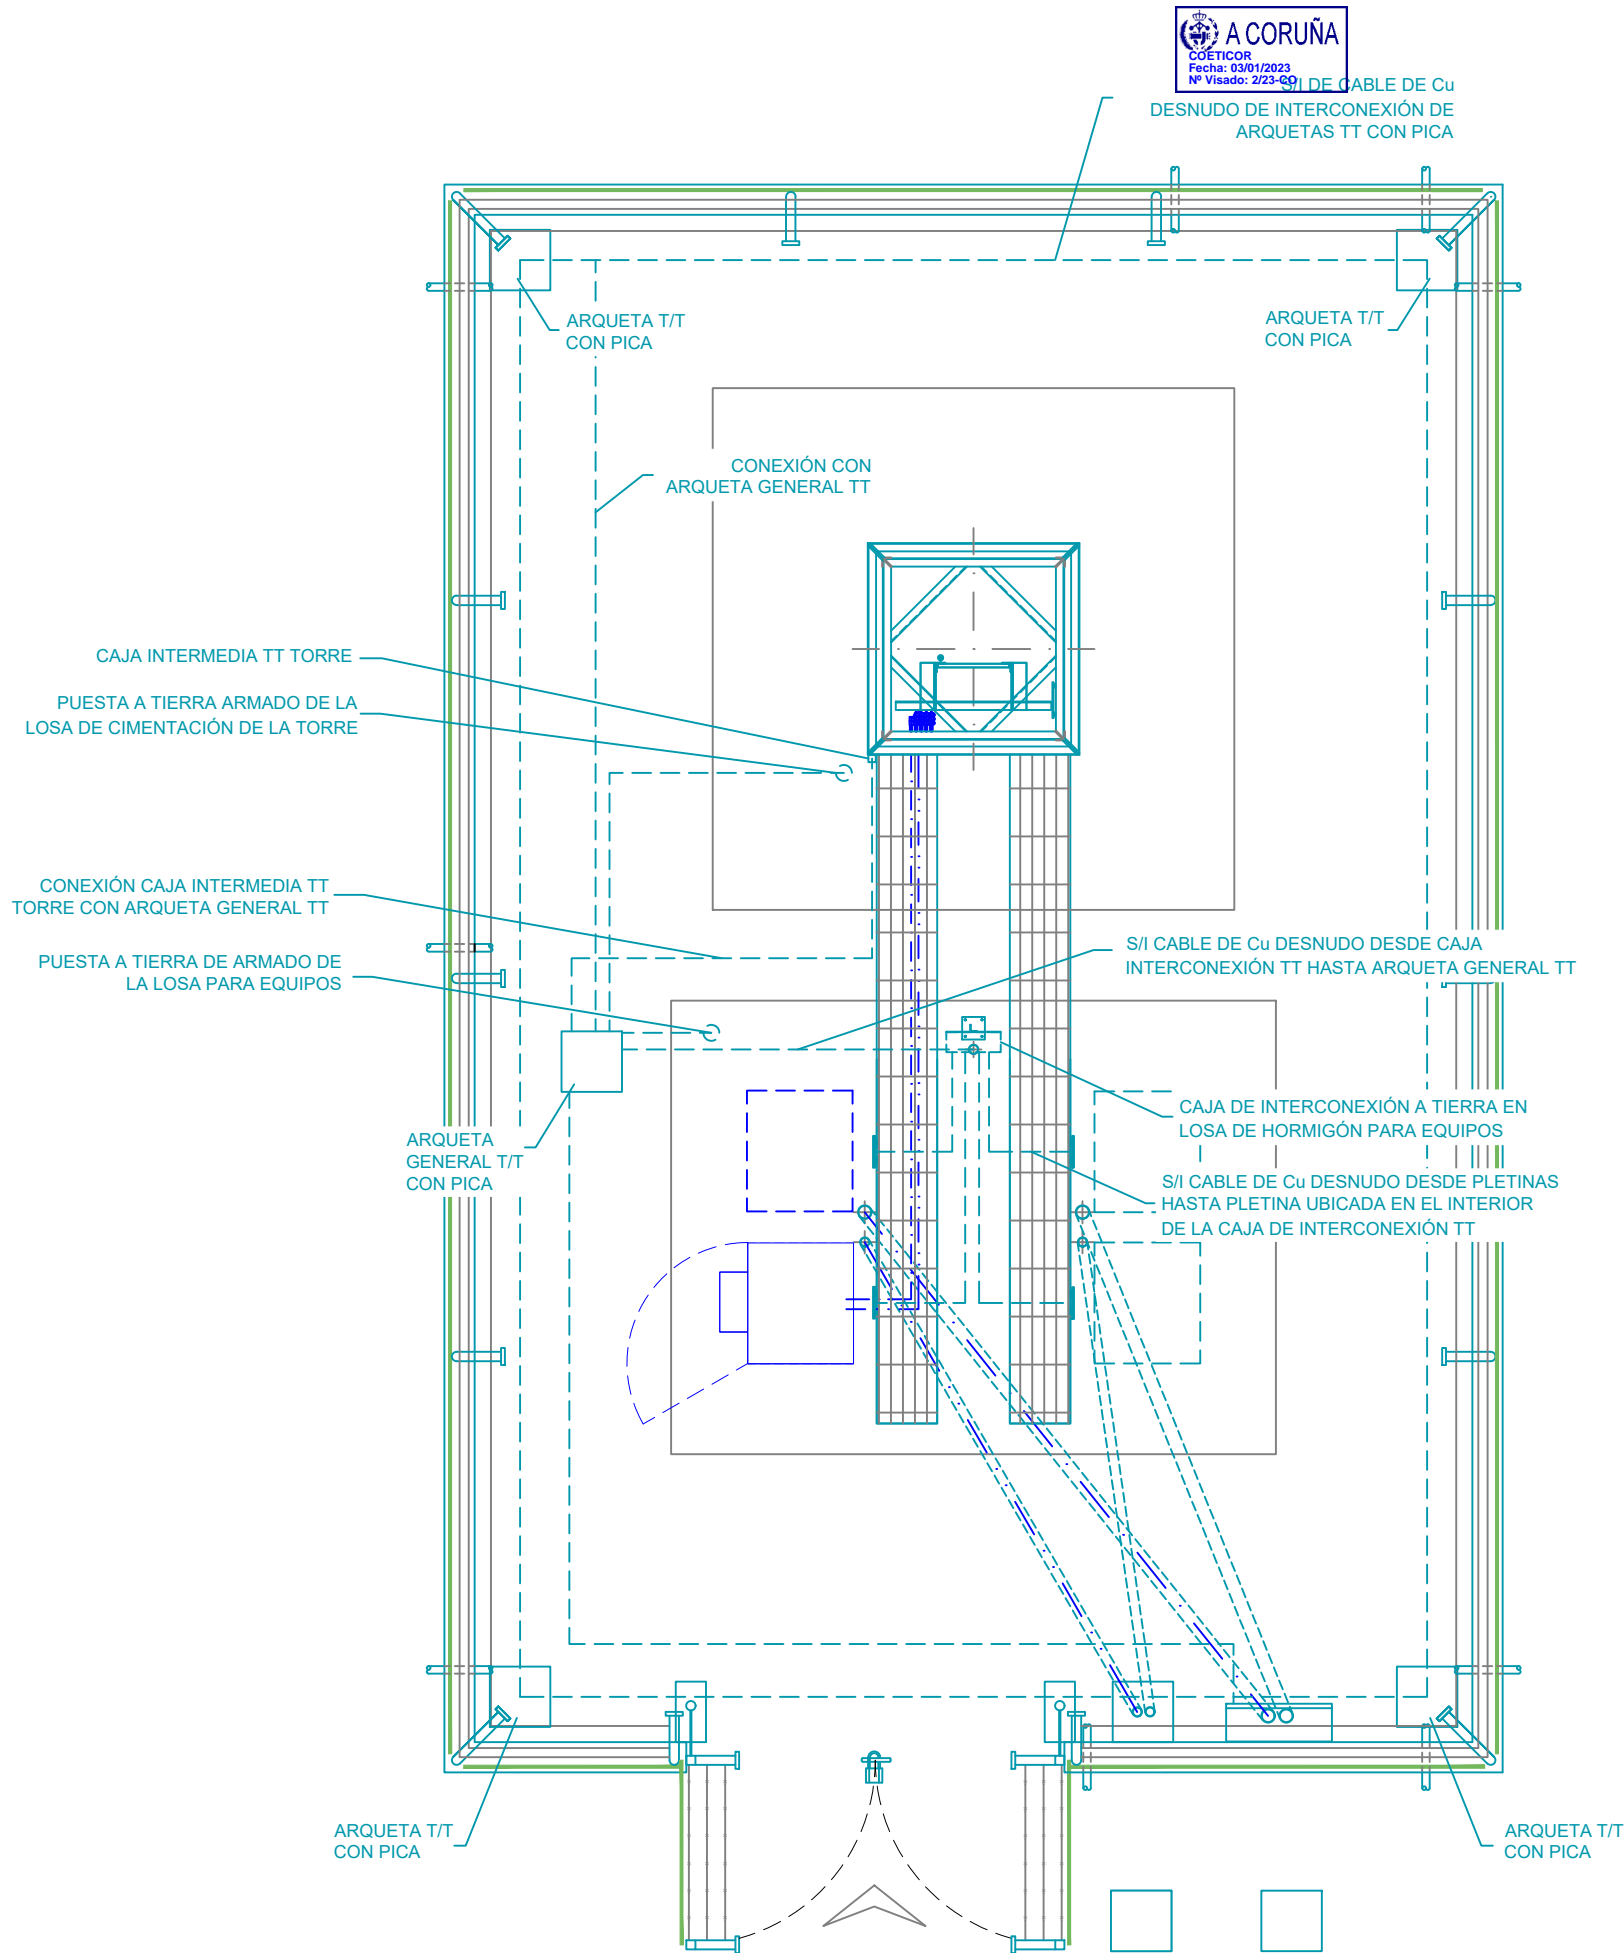 A CORUÑA
COETICOR
Fecha: 03/01/2023
Nº Visado: 2/23-CO
S/I DE CABLE DE Cu
DESNUDO DE INTERCONEXIÓN DE
ARQUETAS TT CON PICA
ARQUETA T/T
CON PICA
ARQUETA T/T
CON PICA
CONEXIÓN CON
ARQUETA GENERAL TT
CAJA INTERMEDIA TT TORRE
PUESTA A TIERRA ARMADO DE LA
LOSA DE CIMENTACIÓN DE LA TORRE
CONEXIÓN CAJA INTERMEDIA TT
TORRE CON ARQUETA GENERAL TT
PUESTA A TIERRA DE ARMADO DE
LA LOSA PARA EQUIPOS
S/I CABLE DE Cu DESNUDO DESDE CAJA
INTERCONEXIÓN TT HASTA ARQUETA GENERAL TT
CAJA DE INTERCONEXIÓN A TIERRA EN
LOSA DE HORMIGÓN PARA EQUIPOS
ARQUETA
GENERAL T/T
CON PICA
S/I CABLE DE Cu DESNUDO DESDE PLETINAS
HASTA PLETINA UBICADA EN EL INTERIOR
DE LA CAJA DE INTERCONEXIÓN TT
ARQUETA T/T
CON PICA
ARQUETA T/T
CON PICA